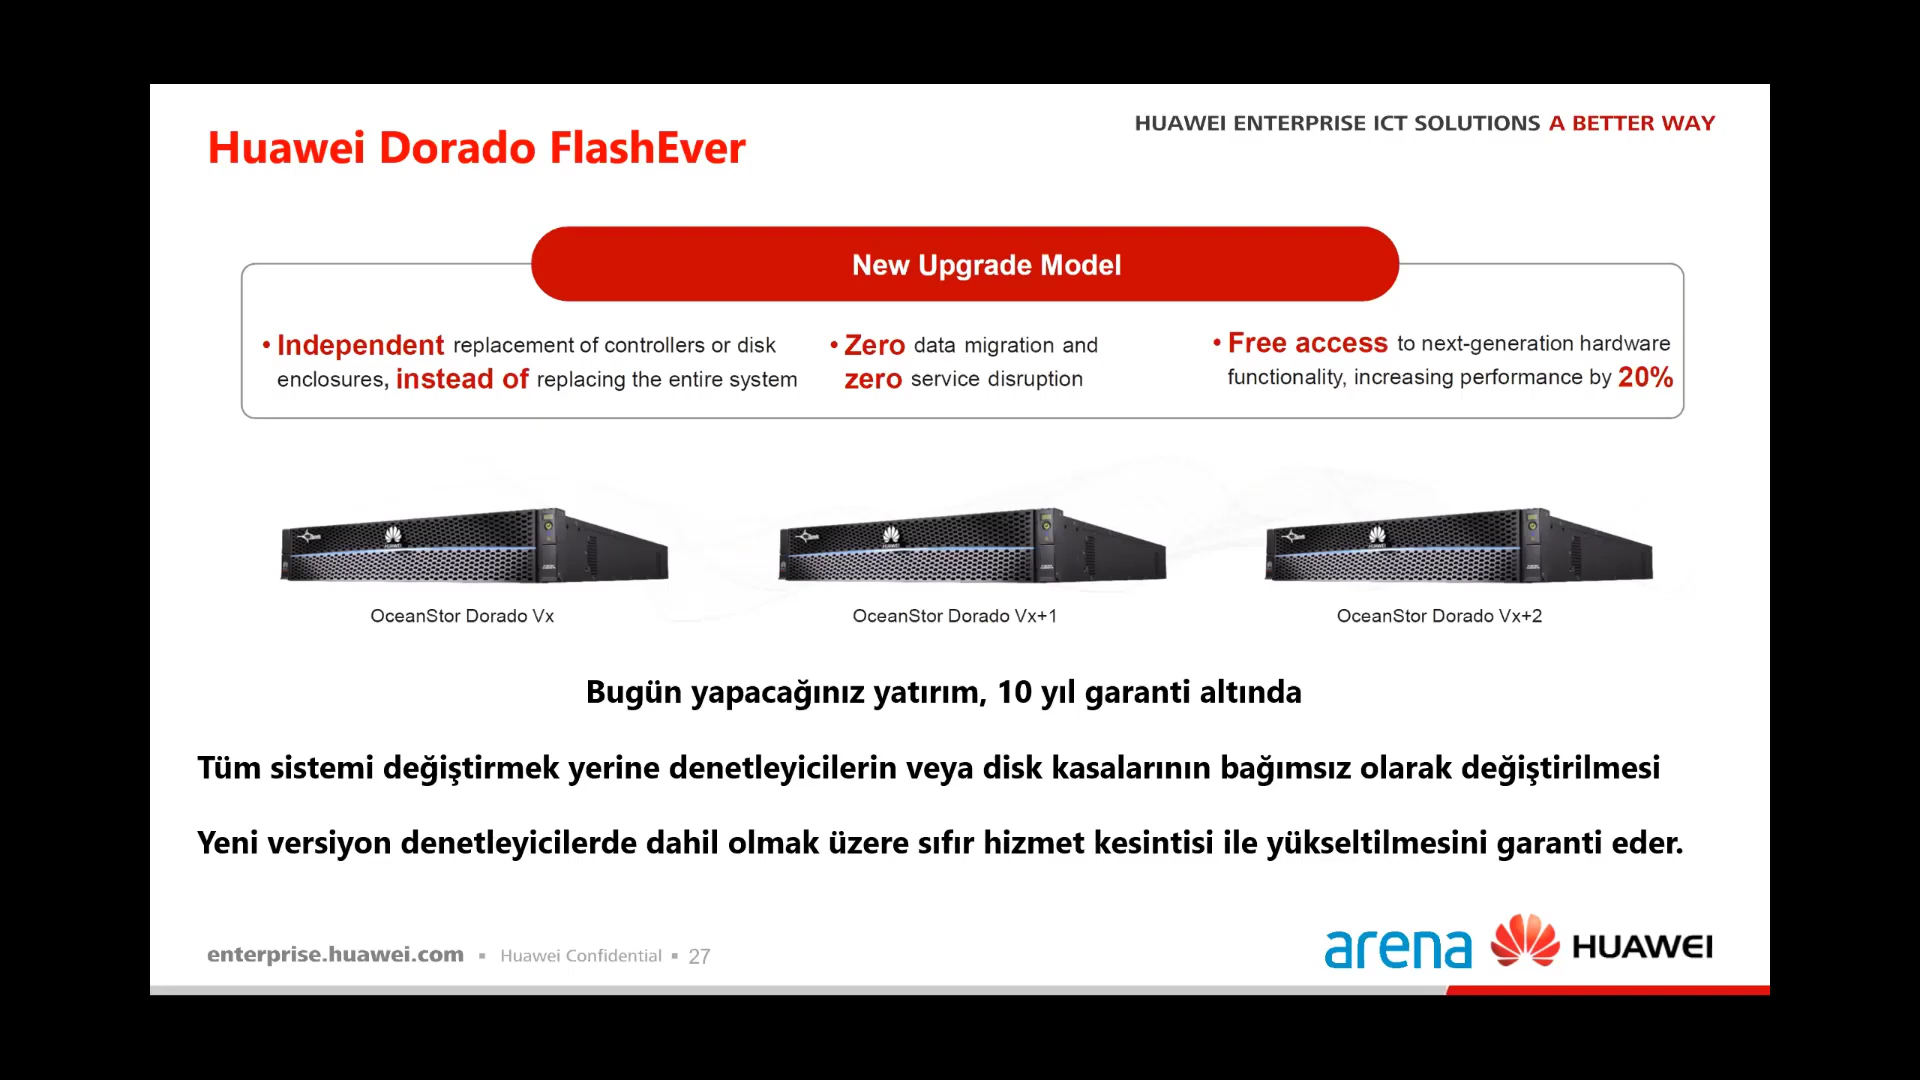 Huawei Dorado FlashEver
HUAWEI ENTERPRISE ICT SOLUTIONS A BETTER WAY
New Upgrade Model
• Independent replacement of controllers or disk
enclosures, instead of replacing the entire system
• Zero data migration and
zero service disruption
• Free access to next-generation hardware
functionality, increasing performance by 20%
HUAWEI
HUAWEI
HUAWEI
OceanStor Dorado Vx
OceanStor Dorado Vx+1
OceanStor Dorado Vx+2
Bugün yapacağınız yatırım, 10 yıl garanti altında
Tüm sistemi değiştirmek yerine denetleyicilerin veya disk kasalarının bağımsız olarak değiştirilmesi
Yeni versiyon denetleyicilerde dahil olmak üzere sıfır hizmet kesintisi ile yükseltilmesini garanti eder.
enterprise.huawei.com ▪ Huawei Confidential ▪ 27
arena HUAWEI